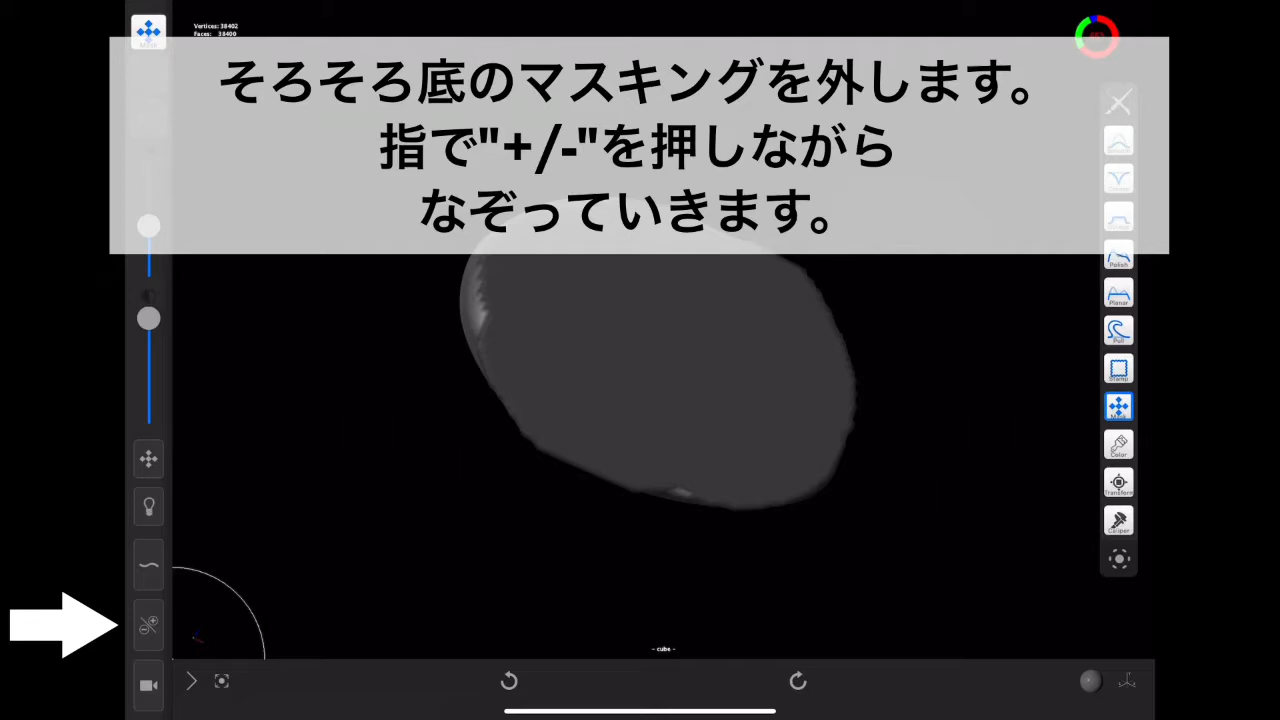 Vertices: 38402
Faces: 38400
そろそろ底のマスキングを外します。
指で"+/-"を押しながら
なぞっていきます。
Polish
Planar
Pull
Stamp
Mask
Color
Transform
Caliper
- cube -